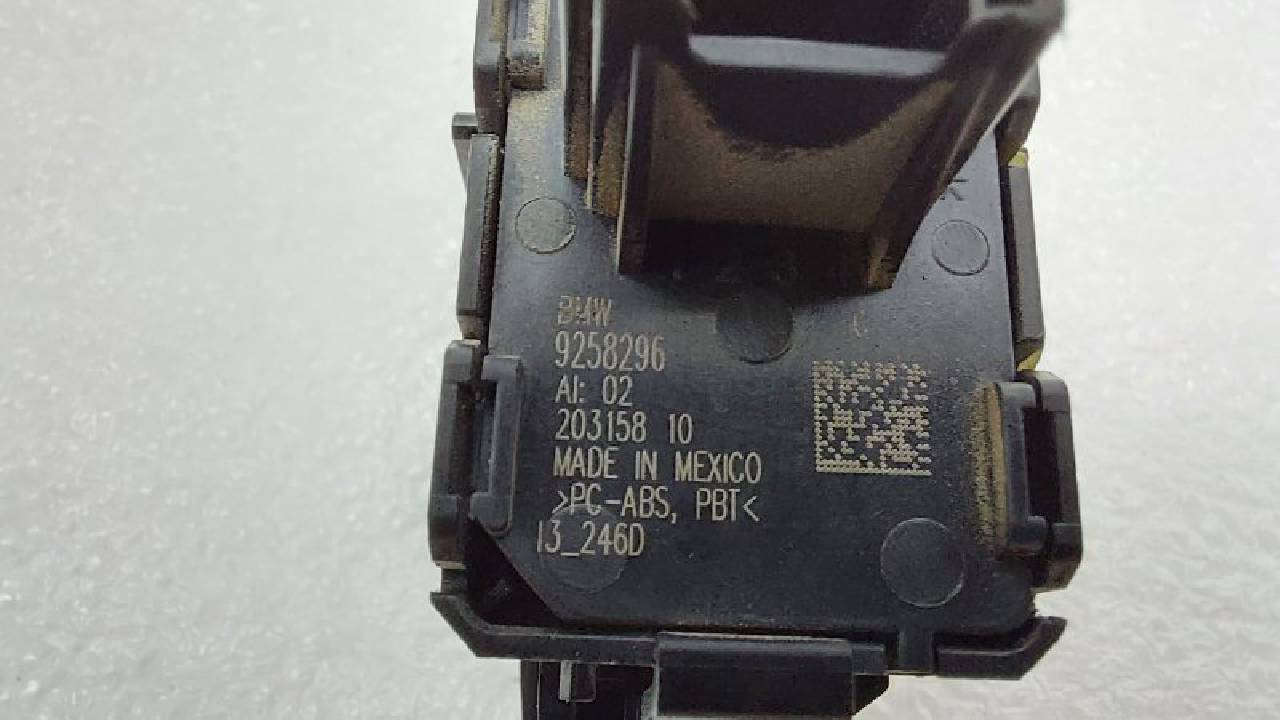 BMW
9258296
AI: 02
203158 10
MADE IN MEXICO
>PC-ABS, PBT<
13_246D
C